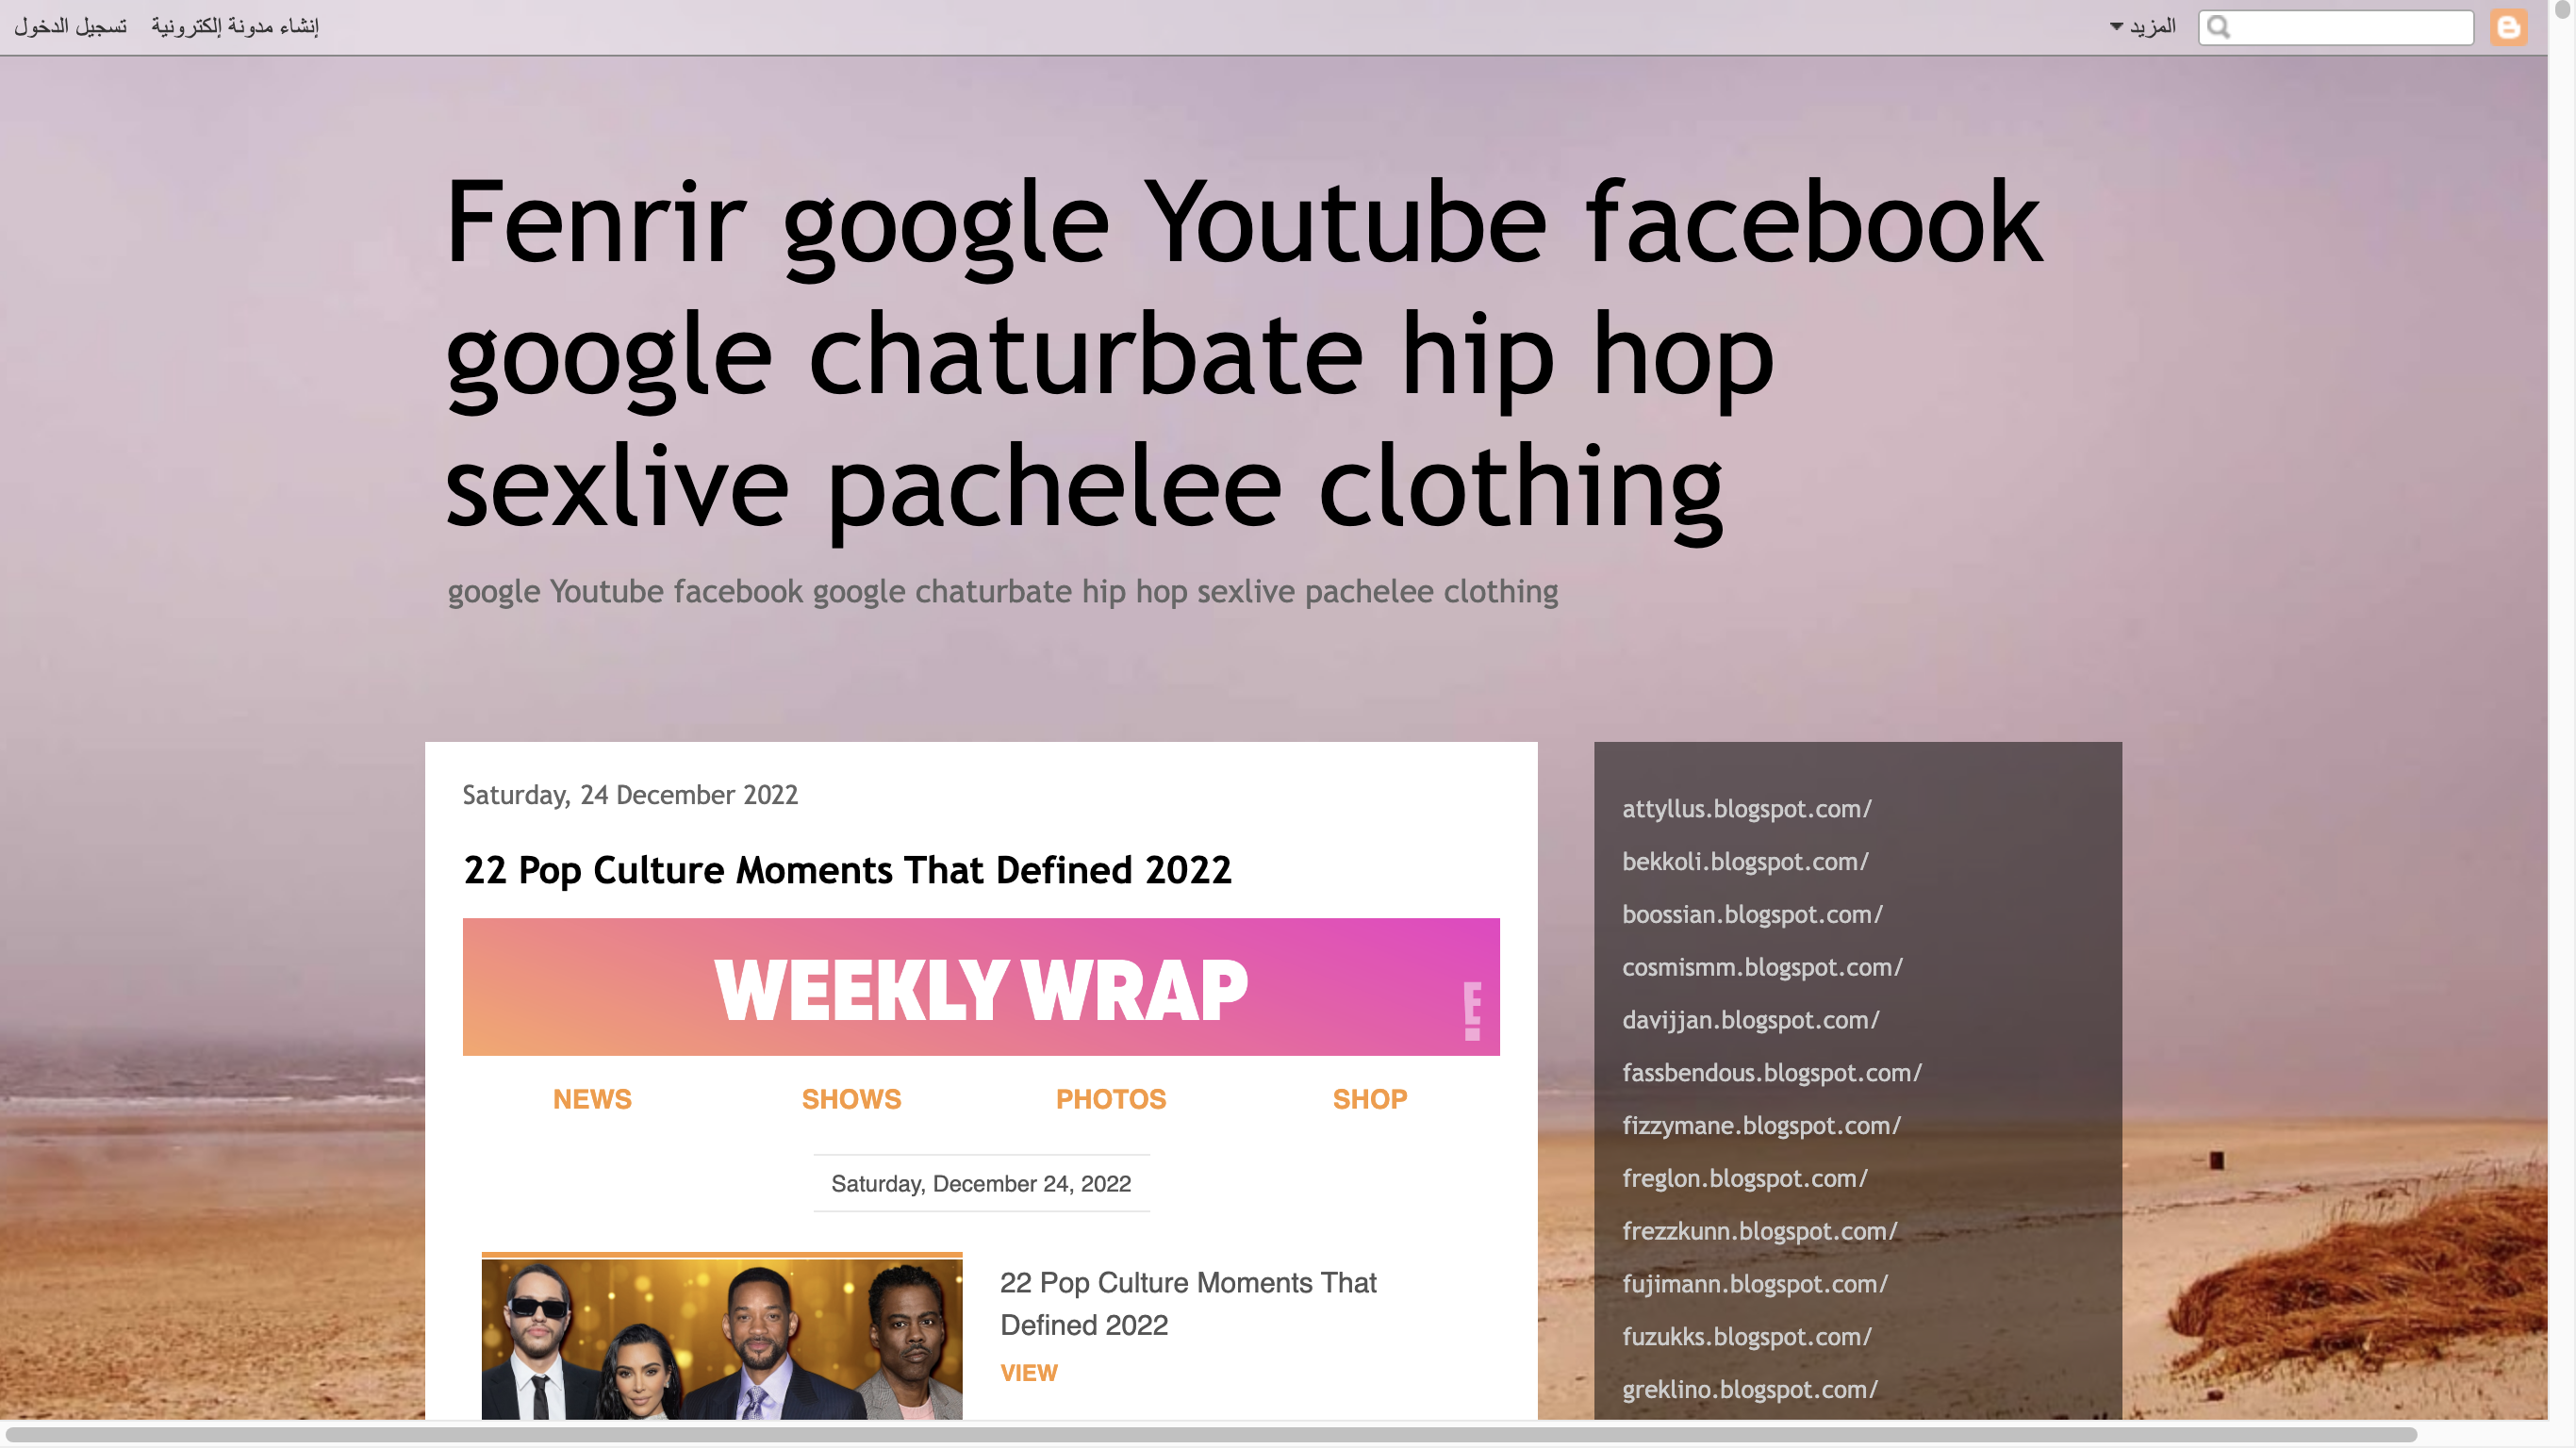 تسجيل الدخول
إنشاء مدونة إلكترونية
المزيد
Fenrir google Youtube facebook
google chaturbate hip hop
sexlive pachelee clothing
google Youtube facebook google chaturbate hip hop sexlive pachelee clothing
Saturday, 24 December 2022
22 Pop Culture Moments That Defined 2022
WEEKLY WRAP
E!
NEWS
SHOWS
PHOTOS
SHOP
Saturday, December 24, 2022
22 Pop Culture Moments That
Defined 2022
VIEW
attyllus.blogspot.com/
bekkoli.blogspot.com/
boossian.blogspot.com/
cosmismm.blogspot.com/
davijjan.blogspot.com/
fassbendous.blogspot.com/
fizzymane.blogspot.com/
freglon.blogspot.com/
frezzkunn.blogspot.com/
fujimann.blogspot.com/
fuzukks.blogspot.com/
greklino.blogspot.com/